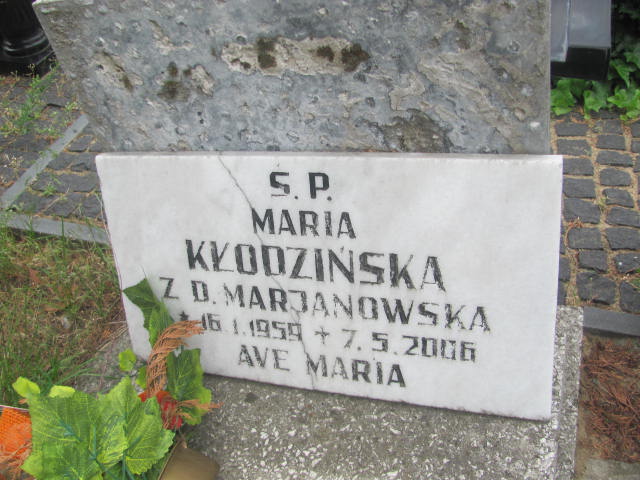 S.P.
MARIA
KŁODZIŃSKA
Z D. MARJANOWSKA
* 16.1.1959 + 7.5.2006
AVE MARIA